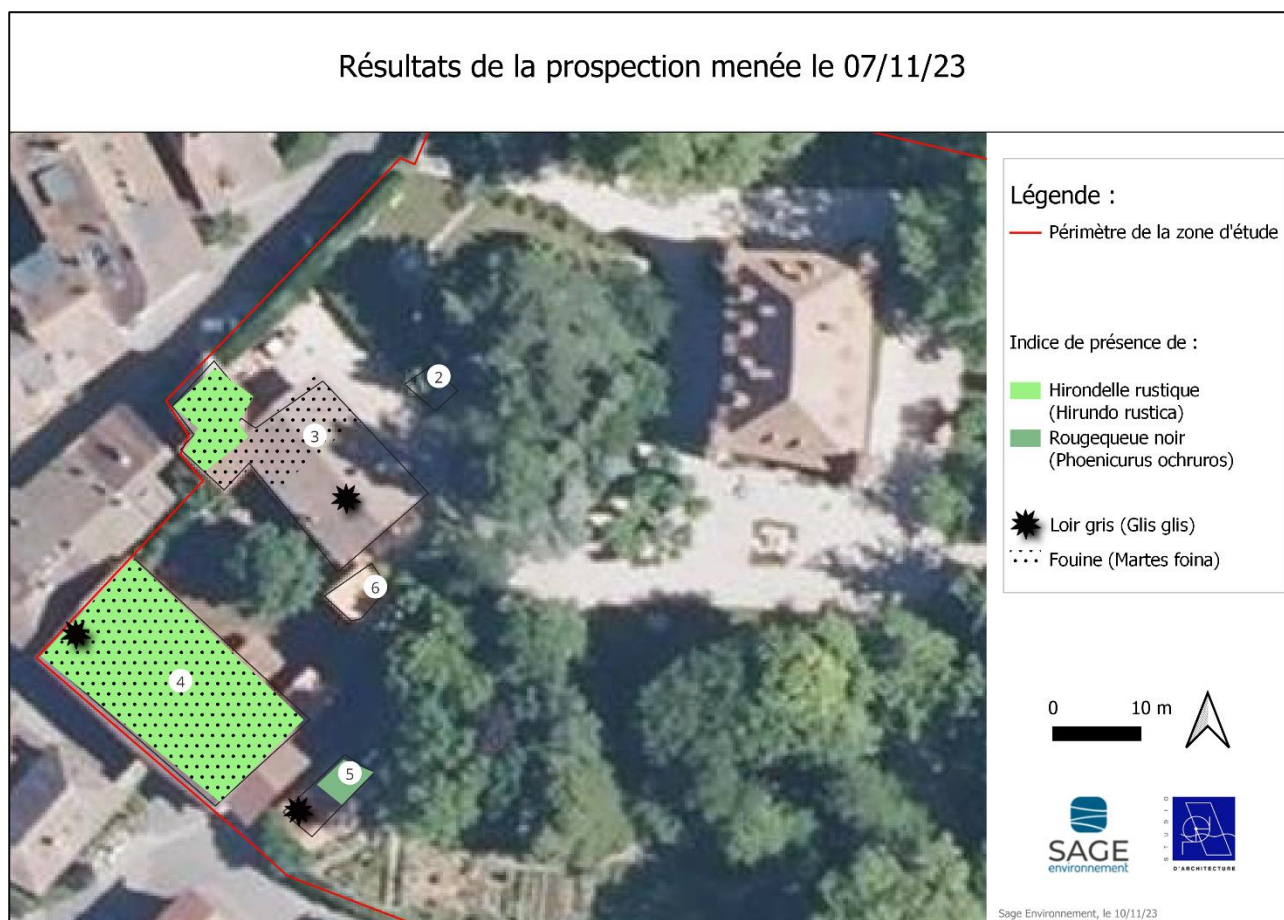 Résultats de la prospection menée le 07/11/23
Légende :
Périmètre de la zone d'étude
Indice de présence de :
Hirondelle rustique
(Hirundo rustica)
Rougequeue noir
(Phoenicurus ochruros)
Loir gris (Glis glis)
Fouine (Martes foina)
2
3
6
4
5
0 10 m
SAGE
environnement
STUDIO
D'ARCHITECTURE
Sage Environnement, le 10/11/23